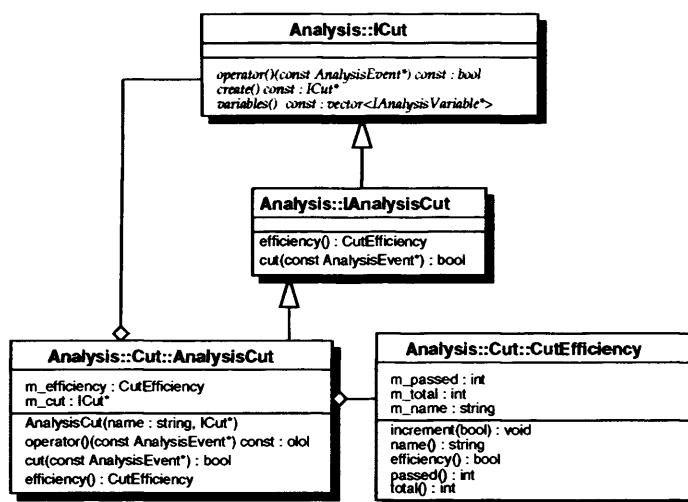 Analysis::ICut
operator()(const AnalysisEvent*) const : bool
create() const : ICut*
variables() const : vector<IAnalysisVariable*>
Analysis::IAnalysisCut
efficiency() : CutEfficiency
cut(const AnalysisEvent*) : bool
Analysis::Cut::AnalysisCut
m_efficiency : CutEfficiency
m_cut : ICut*
AnalysisCut(name : string, ICut*)
operator()(const AnalysisEvent*) const : olol
cut(const AnalysisEvent*) : bool
efficiency() : CutEfficiency
Analysis::Cut::CutEfficiency
m_passed : int
m_total : int
m_name : string
increment(bool) : void
name() : string
efficiency() : bool
passed() : int
total() : int